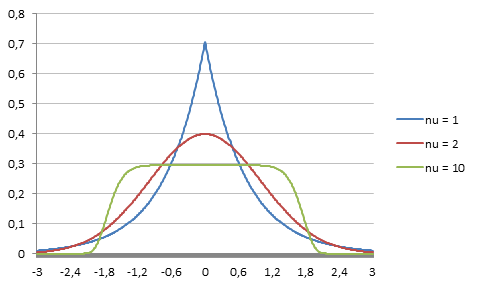 0,8
0,7
0,6
0,5
0,4
0,3
0,2
0,1
0
-3 -2,4 -1,8 -1,2 -0,6 0 0,6 1,2 1,8 2,4 3
nu = 1
nu = 2
nu = 10